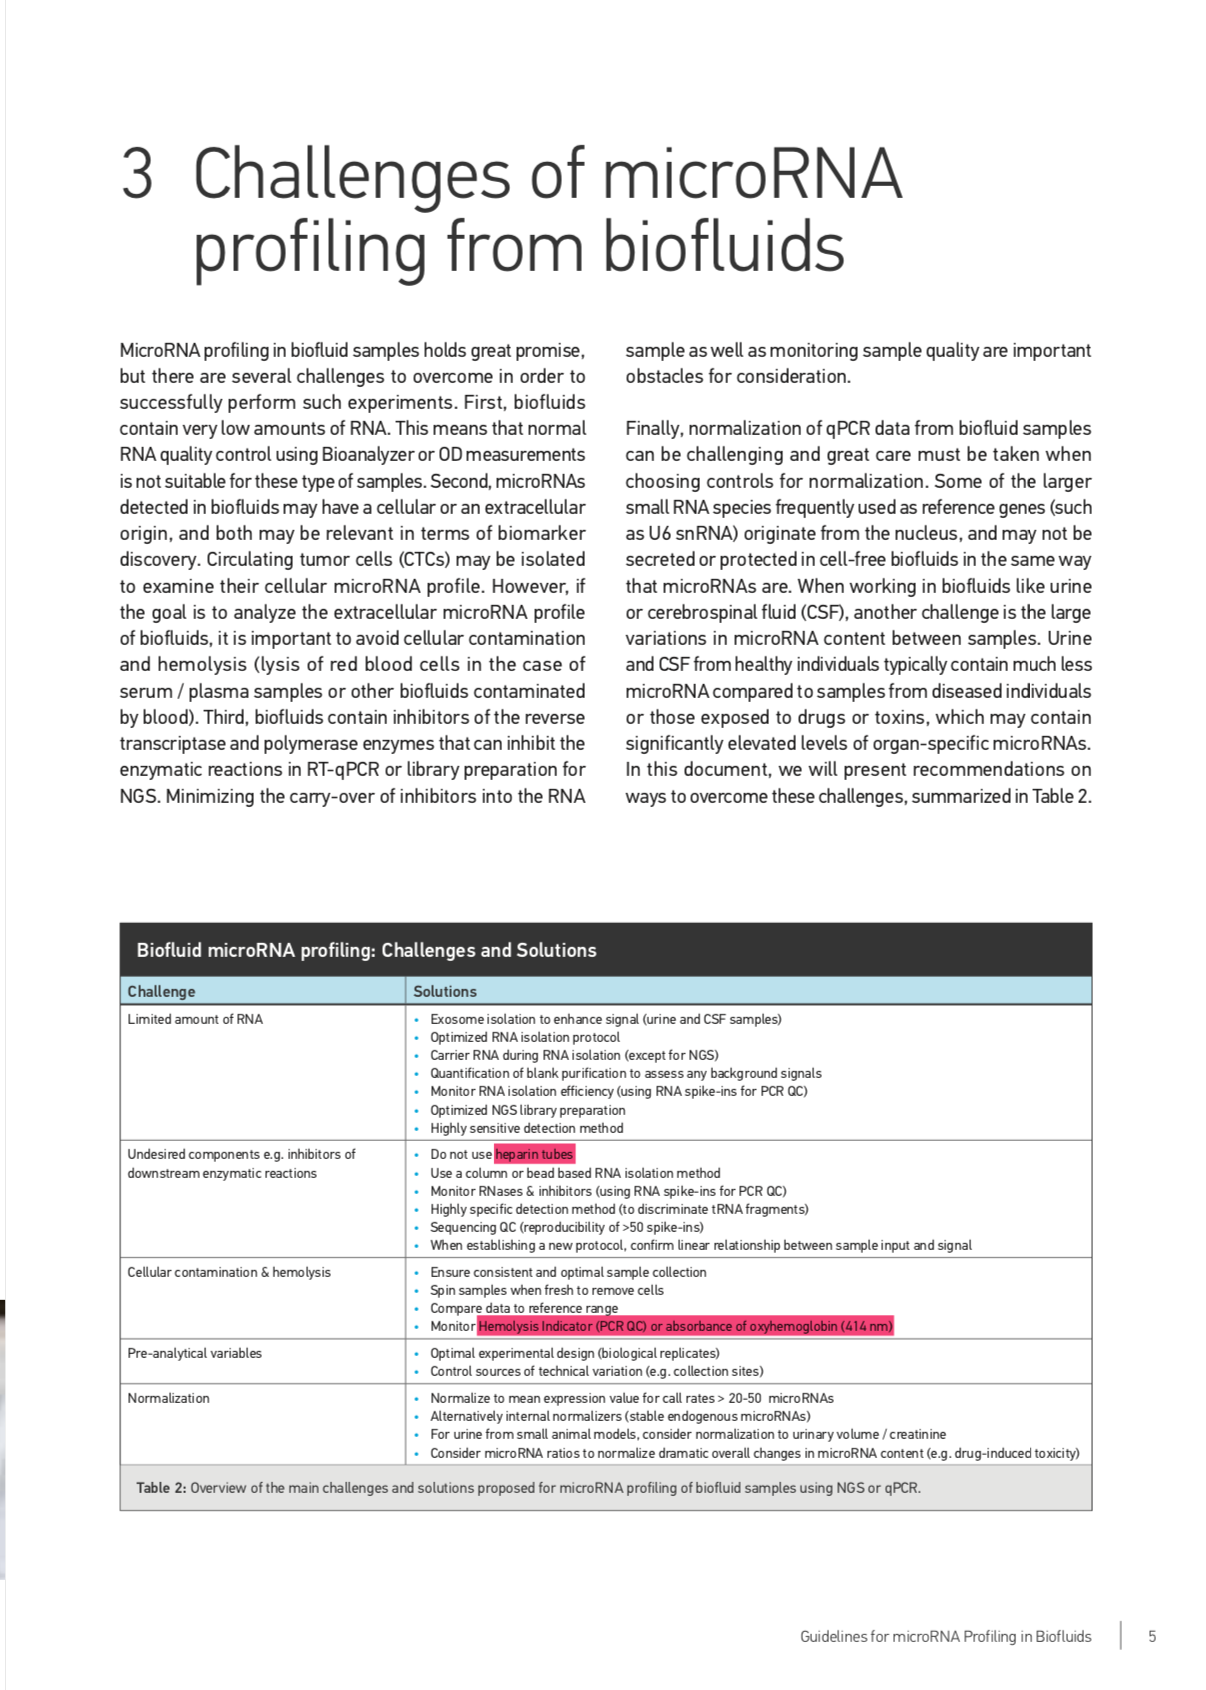 3 Challenges of microRNA
profiling from biofluids
MicroRNA profiling in biofluid samples holds great promise,
but there are several challenges to overcome in order to
successfully perform such experiments. First, biofluids
contain very low amounts of RNA. This means that normal
RNA quality control using Bioanalyzer or OD measurements
is not suitable for these type of samples. Second, microRNAs
detected in biofluids may have a cellular or an extracellular
origin, and both may be relevant in terms of biomarker
discovery. Circulating tumor cells (CTCs) may be isolated
to examine their cellular microRNA profile. However, if
the goal is to analyze the extracellular microRNA profile
of biofluids, it is important to avoid cellular contamination
and hemolysis (lysis of red blood cells in the case of
serum / plasma samples or other biofluids contaminated
by blood). Third, biofluids contain inhibitors of the reverse
transcriptase and polymerase enzymes that can inhibit the
enzymatic reactions in RT-qPCR or library preparation for
NGS. Minimizing the carry-over of inhibitors into the RNA
sample as well as monitoring sample quality are important
obstacles for consideration.
Finally, normalization of qPCR data from biofluid samples
can be challenging and great care must be taken when
choosing controls for normalization. Some of the larger
small RNA species frequently used as reference genes (such
as U6 snRNA) originate from the nucleus, and may not be
secreted or protected in cell-free biofluids in the same way
that microRNAs are. When working in biofluids like urine
or cerebrospinal fluid (CSF), another challenge is the large
variations in microRNA content between samples. Urine
and CSF from healthy individuals typically contain much less
microRNA compared to samples from diseased individuals
or those exposed to drugs or toxins, which may contain
significantly elevated levels of organ-specific microRNAs.
In this document, we will present recommendations on
ways to overcome these challenges, summarized in Table 2.
Biofluid microRNA profiling: Challenges and Solutions
Challenge Solutions
Limited amount of RNA
• Exosome isolation to enhance signal (urine and CSF samples)
• Optimized RNA isolation protocol
• Carrier RNA during RNA isolation (except for NGS)
• Quantification of blank purification to assess any background signals
• Monitor RNA isolation efficiency (using RNA spike-ins for PCR QC)
• Optimized NGS library preparation
• Highly sensitive detection method
Undesired components e.g. inhibitors of
downstream enzymatic reactions
• Do not use heparin tubes
• Use a column or bead based RNA isolation method
• Monitor RNases & inhibitors (using RNA spike-ins for PCR QC)
• Highly specific detection method (to discriminate tRNA fragments)
• Sequencing QC (reproducibility of >50 spike-ins)
• When establishing a new protocol, confirm linear relationship between sample input and signal
Cellular contamination & hemolysis
• Ensure consistent and optimal sample collection
• Spin samples when fresh to remove cells
• Compare data to reference range
• Monitor Hemolysis Indicator (PCR QC) or absorbance of oxyhemoglobin (414 nm)
Pre-analytical variables
• Optimal experimental design (biological replicates)
• Control sources of technical variation (e.g. collection sites)
Normalization
• Normalize to mean expression value for call rates > 20-50 microRNAs
• Alternatively internal normalizers (stable endogenous microRNAs)
• For urine from small animal models, consider normalization to urinary volume / creatinine
• Consider microRNA ratios to normalize dramatic overall changes in microRNA content (e.g. drug-induced toxicity)
Table 2: Overview of the main challenges and solutions proposed for microRNA profiling of biofluid samples using NGS or qPCR.
Guidelines for microRNA Profiling in Biofluids 5